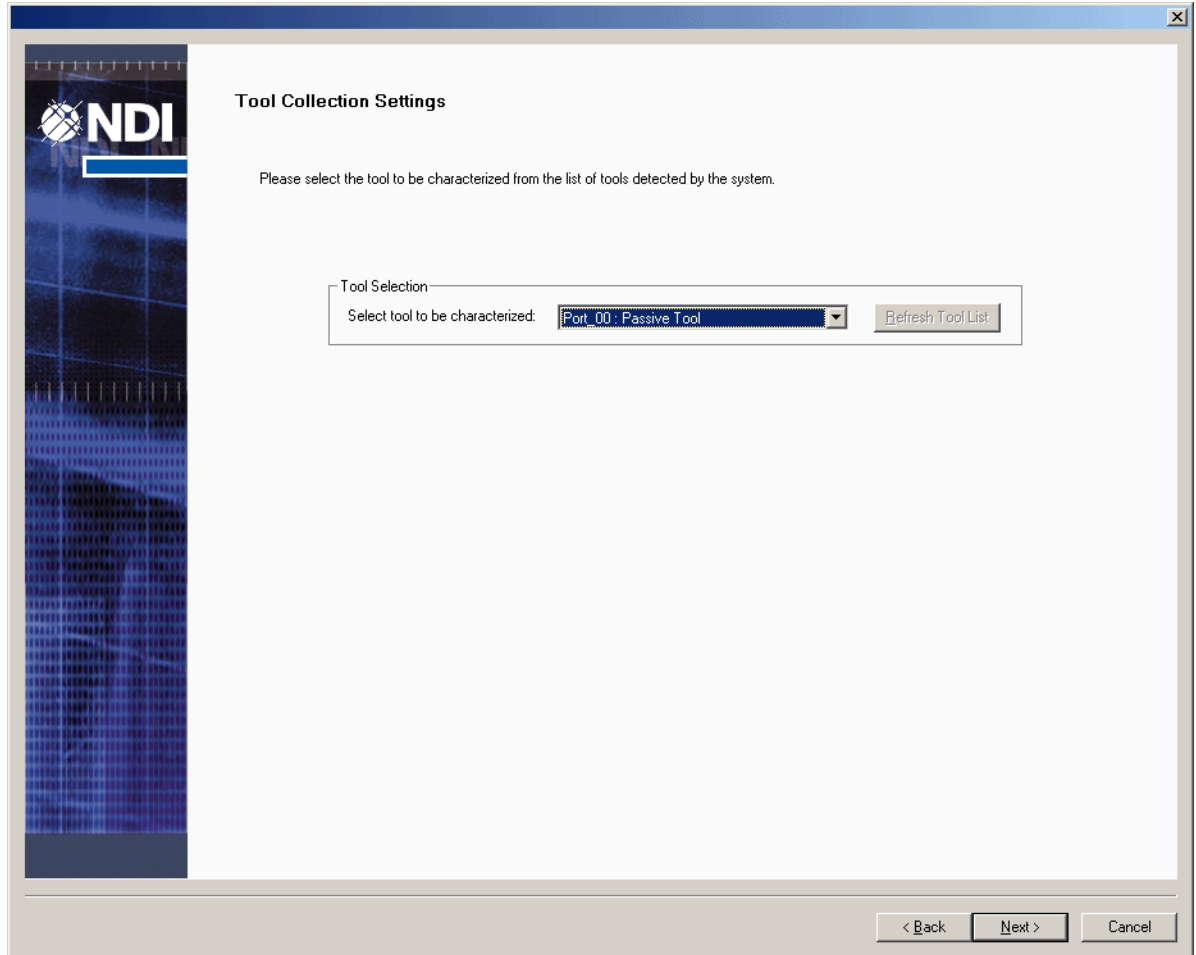 NDI
Tool Collection Settings
Please select the tool to be characterized from the list of tools detected by the system.
Tool Selection
Select tool to be characterized: Port_00 : Passive Tool Refresh Tool List
< Back Next > Cancel